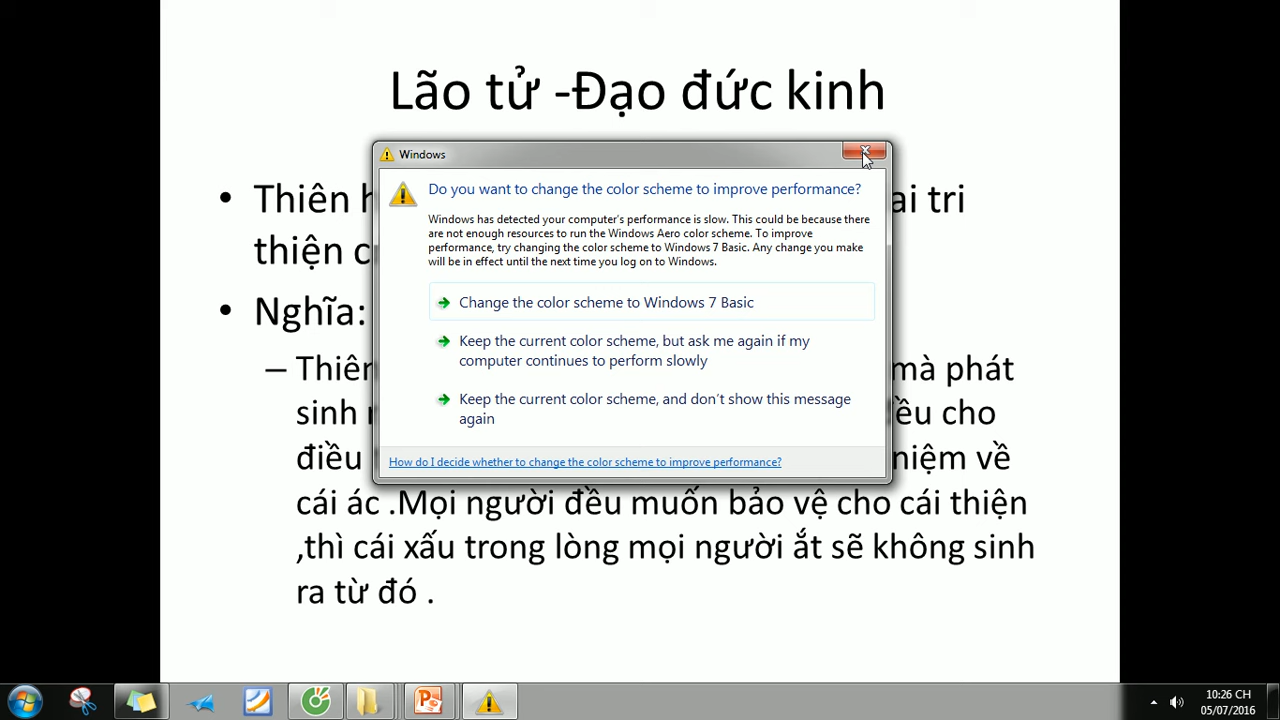 Lão tử -Đạo đức kinh
Windows
Do you want to change the color scheme to improve performance?
Windows has detected your computer's performance is slow. This could be because there
are not enough resources to run the Windows Aero color scheme. To improve
performance, try changing the color scheme to Windows 7 Basic. Any change you make
will be in effect until the next time you log on to Windows.
Change the color scheme to Windows 7 Basic
Keep the current color scheme, but ask me again if my
computer continues to perform slowly
Keep the current color scheme, and don't show this message
again
How do I decide whether to change the color scheme to improve performance?
• Thiên tri
thiện
• Nghĩa:
– mà phát
sinh đều cho
điều niệm về
cái ác .Mọi người đều muốn bảo vệ cho cái thiện
,thì cái xấu trong lòng mọi người ắt sẽ không sinh
ra từ đó .
10:26 CH
05/07/2016